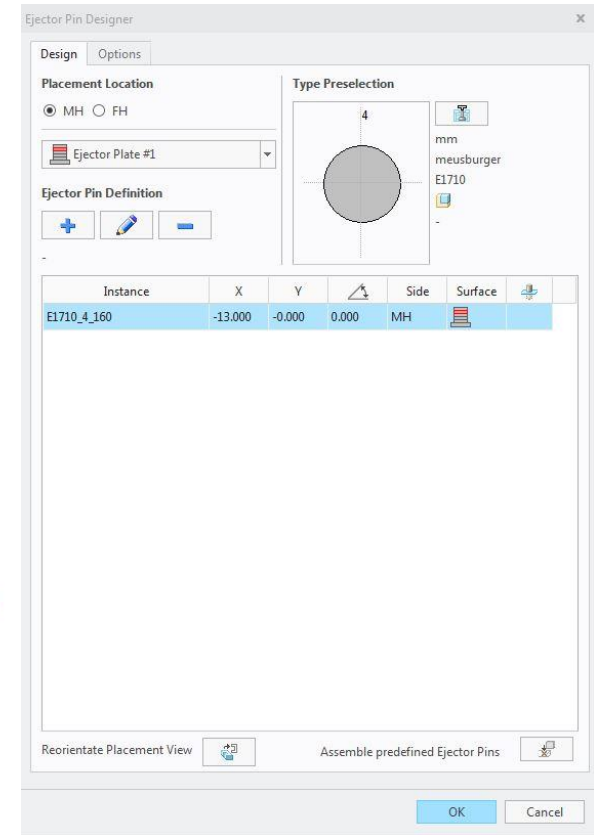 Ejector Pin Designer
x
Design Options
Placement Location
MH FH
Ejector Plate #1
Ejector Pin Definition
-
Type Preselection
4
mm
meusburger
E1710
-
Instance X Y Side Surface
E1710_4_160 -13.000 -0.000 0.000 MH
Reorientate Placement View
Assemble predefined Ejector Pins
OK Cancel